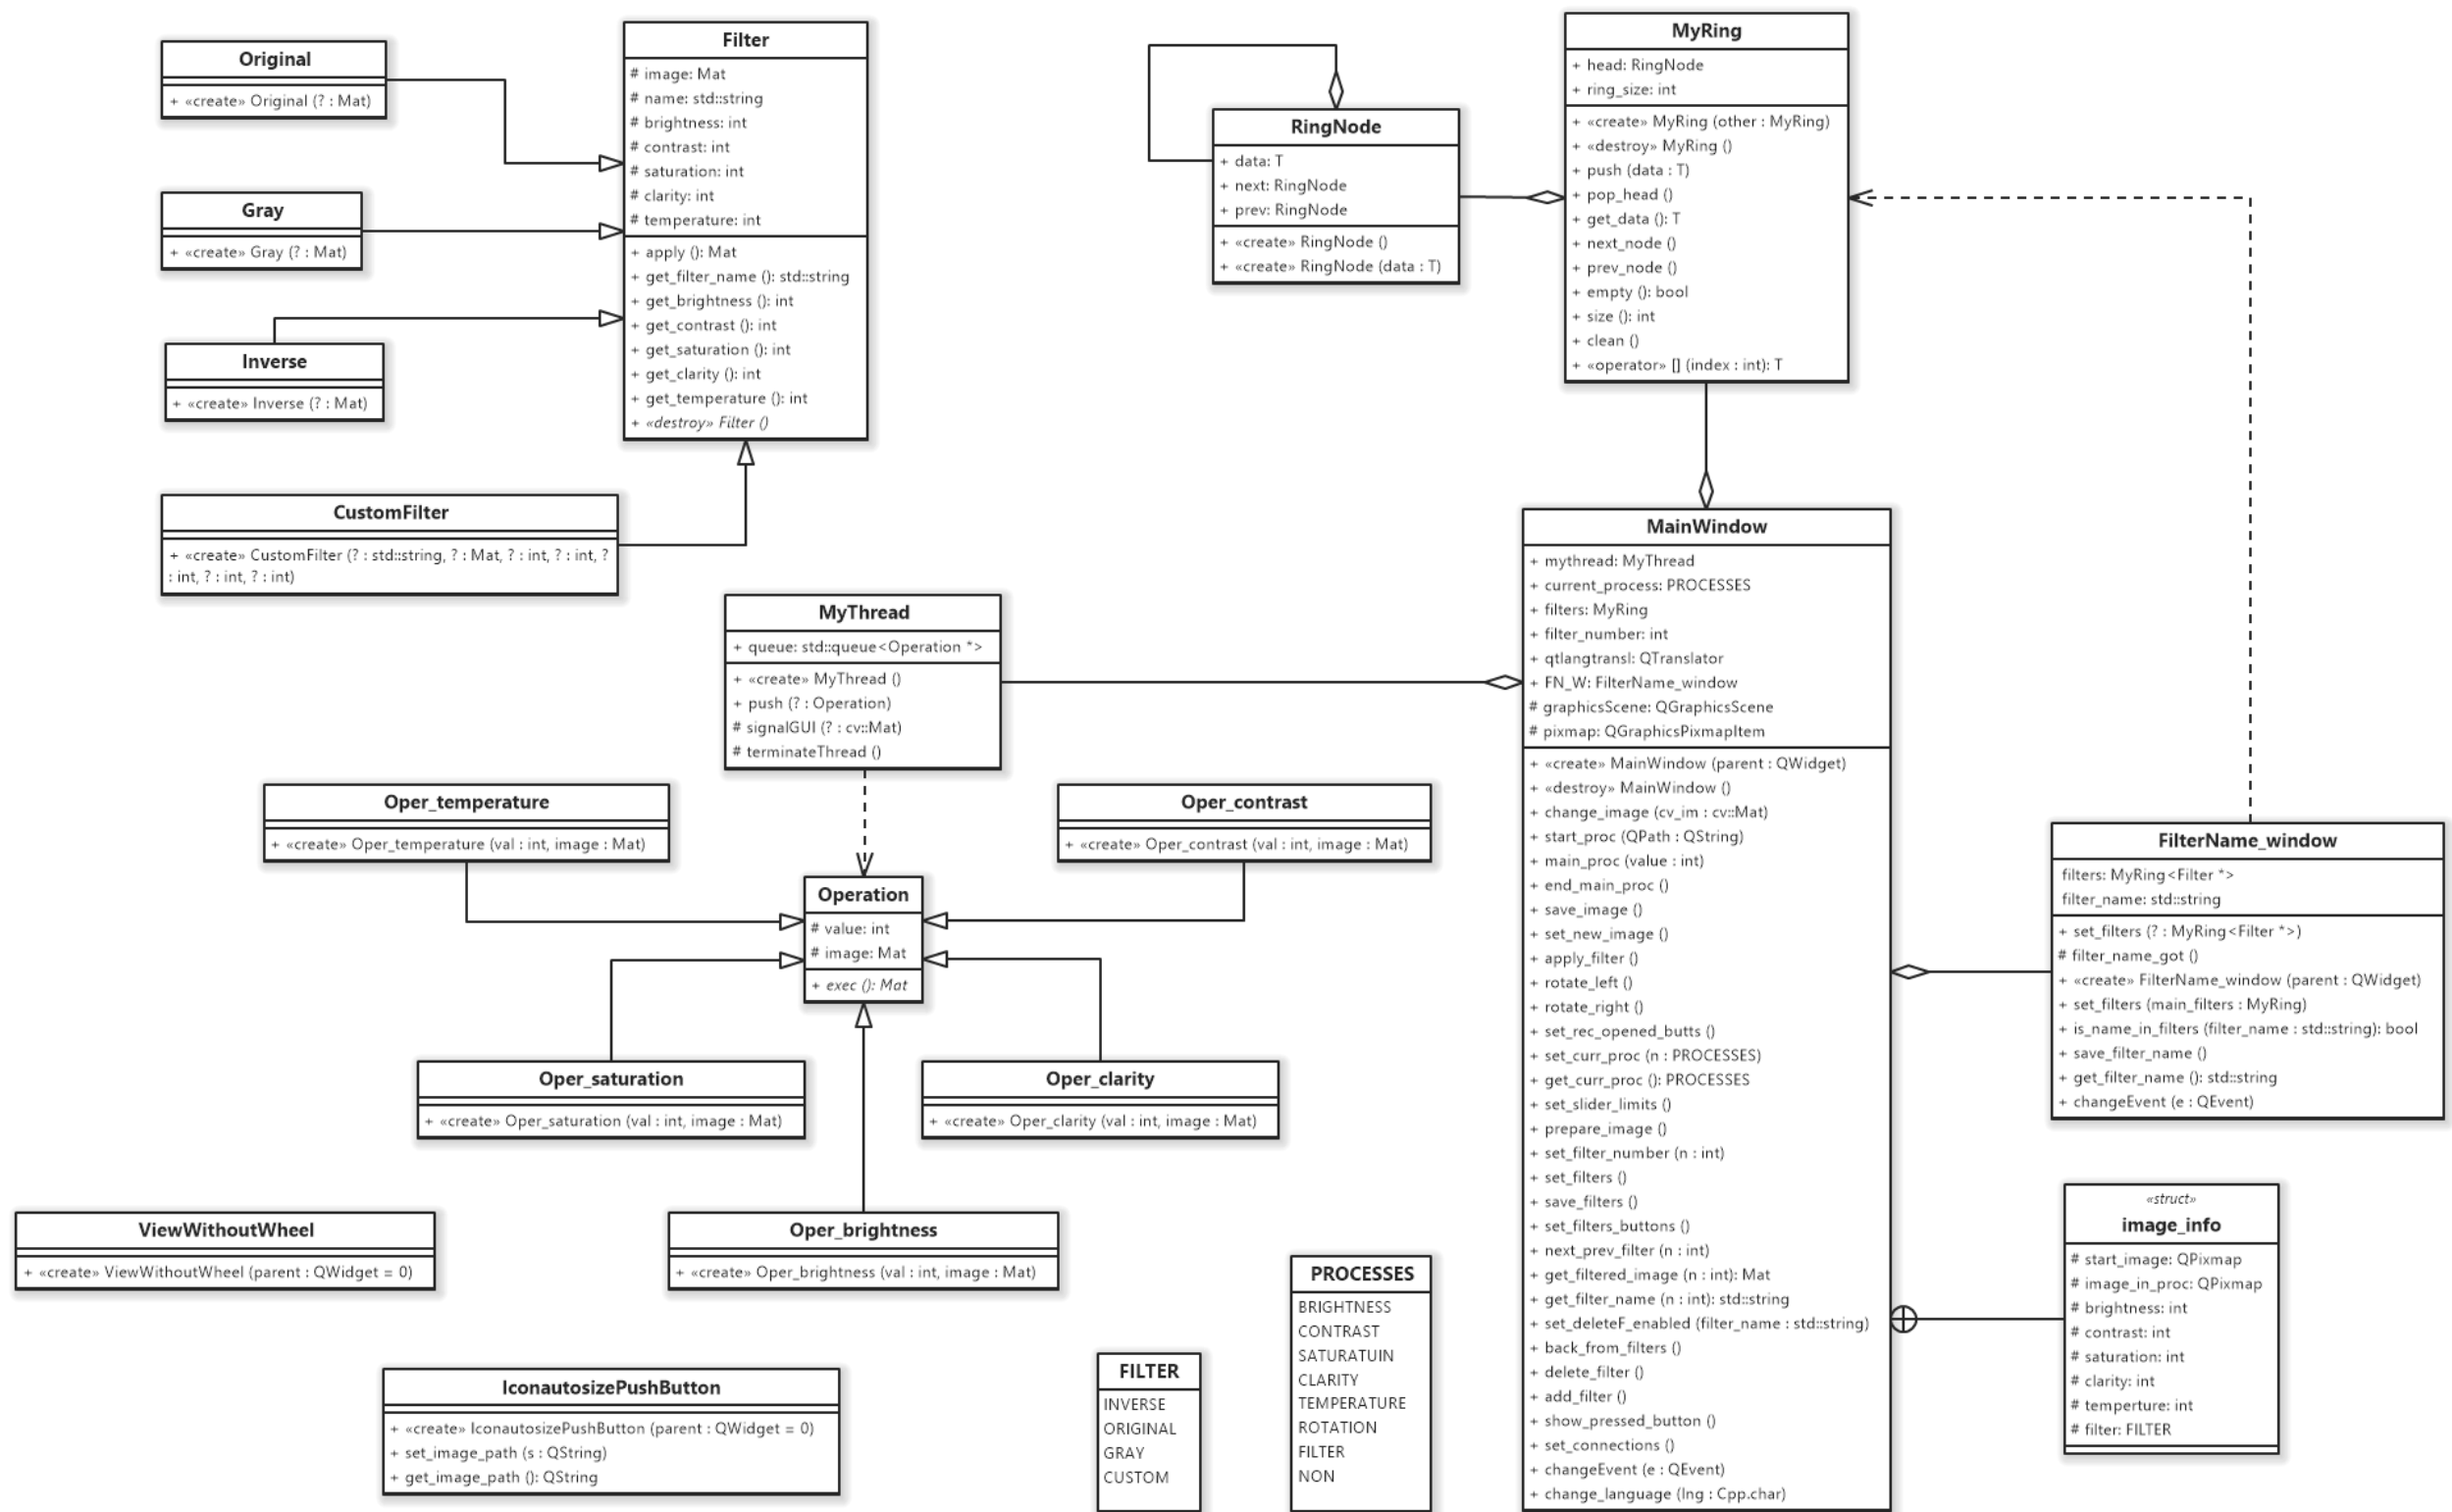 Original
+ «create» Original (? : Mat)
Gray
+ «create» Gray (? : Mat)
Inverse
+ «create» Inverse (? : Mat)
CustomFilter
+ «create» CustomFilter (? : std::string, ? : Mat, ? : int, ? : int, ?
: int, ? : int, ? : int)
Filter
# image: Mat
# name: std::string
# brightness: int
# contrast: int
# saturation: int
# clarity: int
# temperature: int
+ apply (): Mat
+ get_filter_name (): std::string
+ get_brightness (): int
+ get_contrast (): int
+ get_saturation (): int
+ get_clarity (): int
+ get_temperature (): int
+ «destroy» Filter ()
RingNode
+ data: T
+ next: RingNode
+ prev: RingNode
+ «create» RingNode ()
+ «create» RingNode (data : T)
MyRing
+ head: RingNode
+ ring_size: int
+ «create» MyRing (other : MyRing)
+ «destroy» MyRing ()
+ push (data : T)
+ pop_head ()
+ get_data (): T
+ next_node ()
+ prev_node ()
+ empty (): bool
+ size (): int
+ clean ()
+ «operator» [] (index : int): T
MyThread
+ queue: std::queue<Operation *>
+ «create» MyThread ()
+ push (? : Operation)
# signalGUI (? : cv::Mat)
# terminateThread ()
Oper_temperature
+ «create» Oper_temperature (val : int, image : Mat)
Oper_contrast
+ «create» Oper_contrast (val : int, image : Mat)
Operation
# value: int
# image: Mat
+ exec (): Mat
Oper_saturation
+ «create» Oper_saturation (val : int, image : Mat)
Oper_clarity
+ «create» Oper_clarity (val : int, image : Mat)
ViewWithoutWheel
+ «create» ViewWithoutWheel (parent : QWidget = 0)
Oper_brightness
+ «create» Oper_brightness (val : int, image : Mat)
IconautosizePushButton
+ «create» IconautosizePushButton (parent : QWidget = 0)
+ set_image_path (s : QString)
+ get_image_path (): QString
FILTER
INVERSE
ORIGINAL
GRAY
CUSTOM
PROCESSES
BRIGHTNESS
CONTRAST
SATURATUIN
CLARITY
TEMPERATURE
ROTATION
FILTER
NON
MainWindow
+ mythread: MyThread
+ current_process: PROCESSES
+ filters: MyRing
+ filter_number: int
+ qtlangtransl: QTranslator
+ FN_W: FilterName_window
# graphicsScene: QGraphicsScene
# pixmap: QGraphicsPixmapItem
+ «create» MainWindow (parent : QWidget)
+ «destroy» MainWindow ()
+ change_image (cv_im : cv::Mat)
+ start_proc (QPath : QString)
+ main_proc (value : int)
+ end_main_proc ()
+ save_image ()
+ set_new_image ()
+ apply_filter ()
+ rotate_left ()
+ rotate_right ()
+ set_rec_opened_butts ()
+ set_curr_proc (n : PROCESSES)
+ get_curr_proc (): PROCESSES
+ set_slider_limits ()
+ prepare_image ()
+ set_filter_number (n : int)
+ set_filters ()
+ save_filters ()
+ set_filters_buttons ()
+ next_prev_filter (n : int)
+ get_filtered_image (n : int): Mat
+ get_filter_name (n : int): std::string
+ set_deleteF_enabled (filter_name : std::string)
+ back_from_filters ()
+ delete_filter ()
+ add_filter ()
+ show_pressed_button ()
+ set_connections ()
+ changeEvent (e : QEvent)
+ change_language (lng : Cpp.char)
FilterName_window
filters: MyRing<Filter *>
filter_name: std::string
+ set_filters (? : MyRing<Filter *>)
# filter_name_got ()
+ «create» FilterName_window (parent : QWidget)
+ set_filters (main_filters : MyRing)
+ is_name_in_filters (filter_name : std::string): bool
+ save_filter_name ()
+ get_filter_name (): std::string
+ changeEvent (e : QEvent)
«struct»
image_info
# start_image: QPixmap
# image_in_proc: QPixmap
# brightness: int
# contrast: int
# saturation: int
# clarity: int
# temperture: int
# filter: FILTER